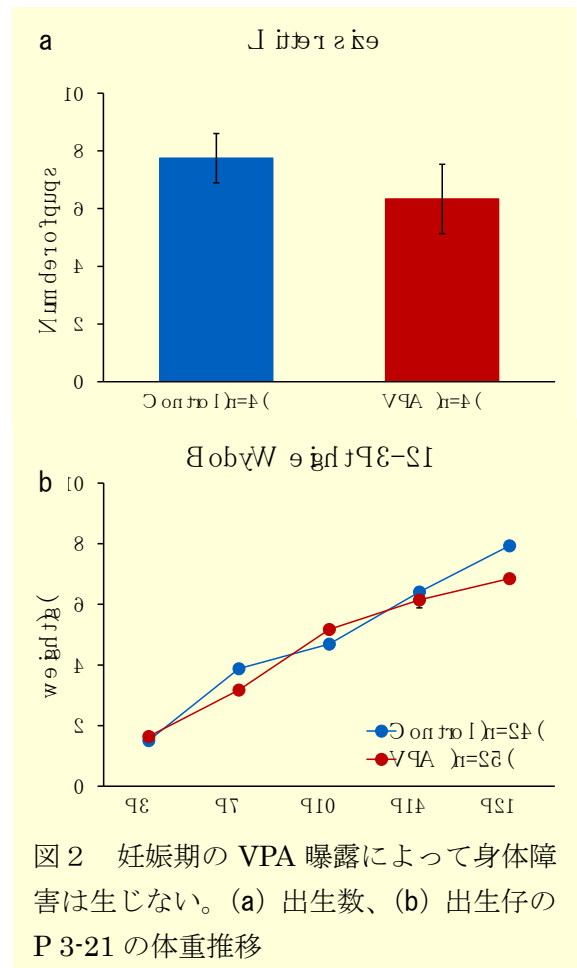 a
Litter size
10
8
6
4
2
0
Number of pups
Control (n=4)
VPA (n=4)
b
Body Weight P3-21
10
8
6
4
2
0
weight (g)
Control (n=24)
VPA (n=25)
P3 P7 P10 P14 P21
図２　妊娠期の VPA 曝露によって身体障
害は生じない。(a) 出生数、(b) 出生仔の
P 3-21 の体重推移